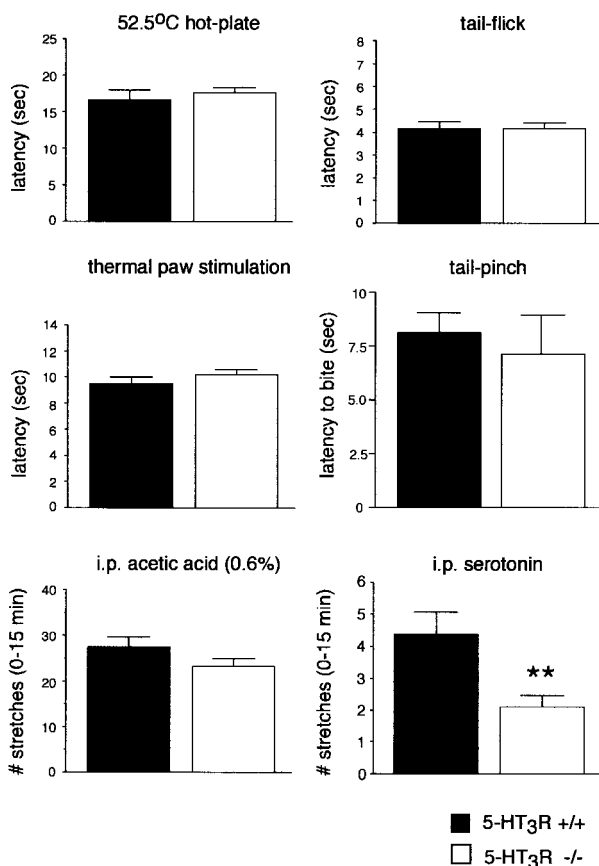 52.5°C hot-plate
latency (sec)
25
20
15
10
5
0
tail-flick
latency (sec)
8
7
6
5
4
3
2
1
0
thermal paw stimulation
latency (sec)
14
12
10
8
6
4
2
0
tail-pinch
latency to bite (sec)
10
7.5
5.0
2.5
0
i.p. acetic acid (0.6%)
# stretches (0-15 min)
40
30
20
10
0
i.p. serotonin
# stretches (0-15 min)
6
5
4
3
2
1
0
**
5-HT3R +/+
5-HT3R -/-